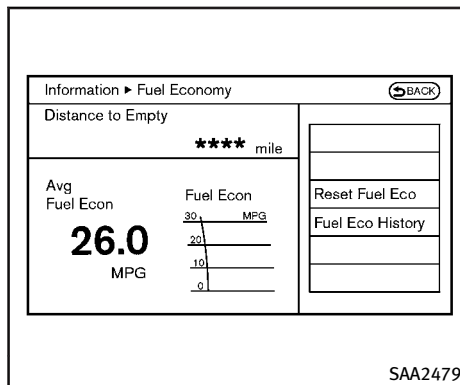 Information ▶ Fuel Economy
BACK
Distance to Empty
**** mile
Avg
Fuel Econ
26.0
MPG
Fuel Econ
30 MPG
20
10
0
Reset Fuel Eco
Fuel Eco History
SAA2479